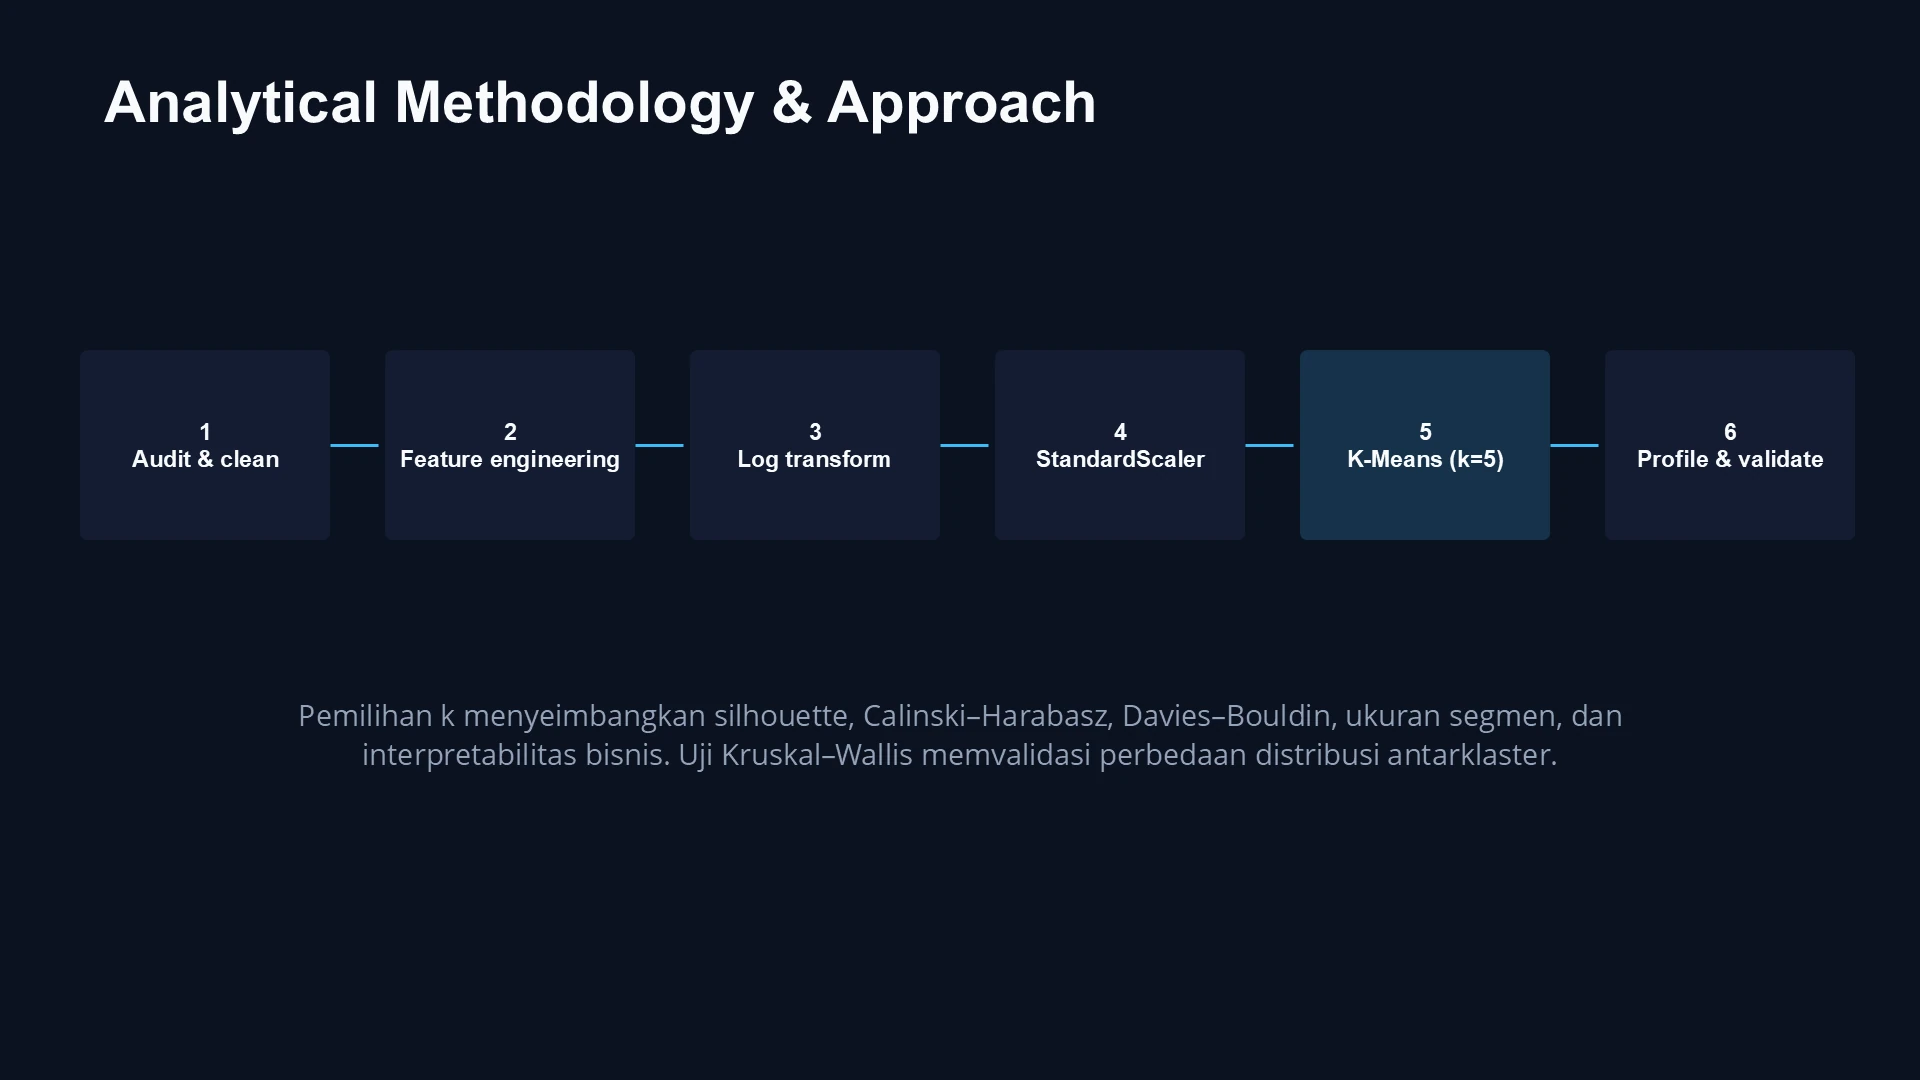 Analytical Methodology & Approach
1
Audit & clean
2
Feature engineering
3
Log transform
4
StandardScaler
5
K-Means (k=5)
6
Profile & validate
Pemilihan k menyeimbangkan silhouette, Calinski–Harabasz, Davies–Bouldin, ukuran segmen, dan
interpretabilitas bisnis. Uji Kruskal–Wallis memvalidasi perbedaan distribusi antarklaster.